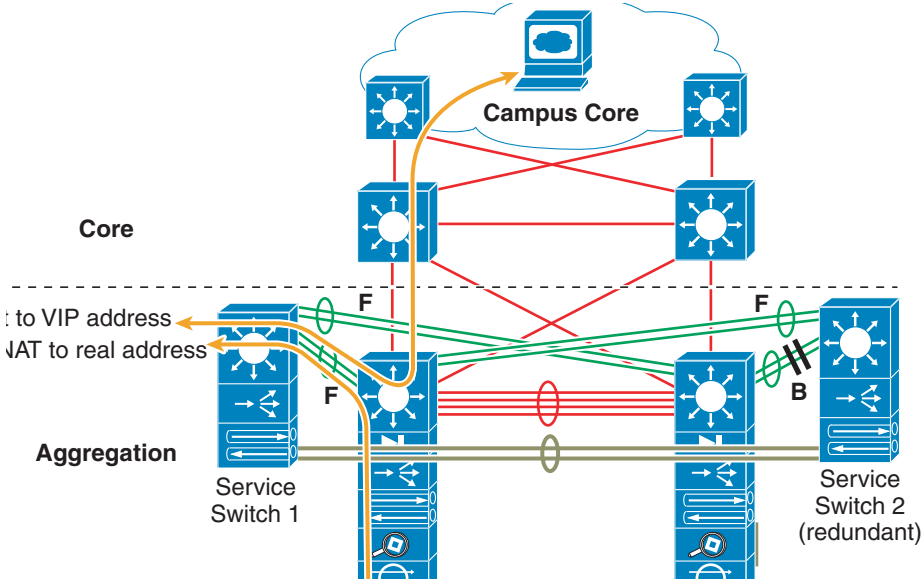 Campus Core
Core
F
F
t to VIP address
NAT to real address
F
B
Aggregation
Service
Switch 1
Service
Switch 2
(redundant)